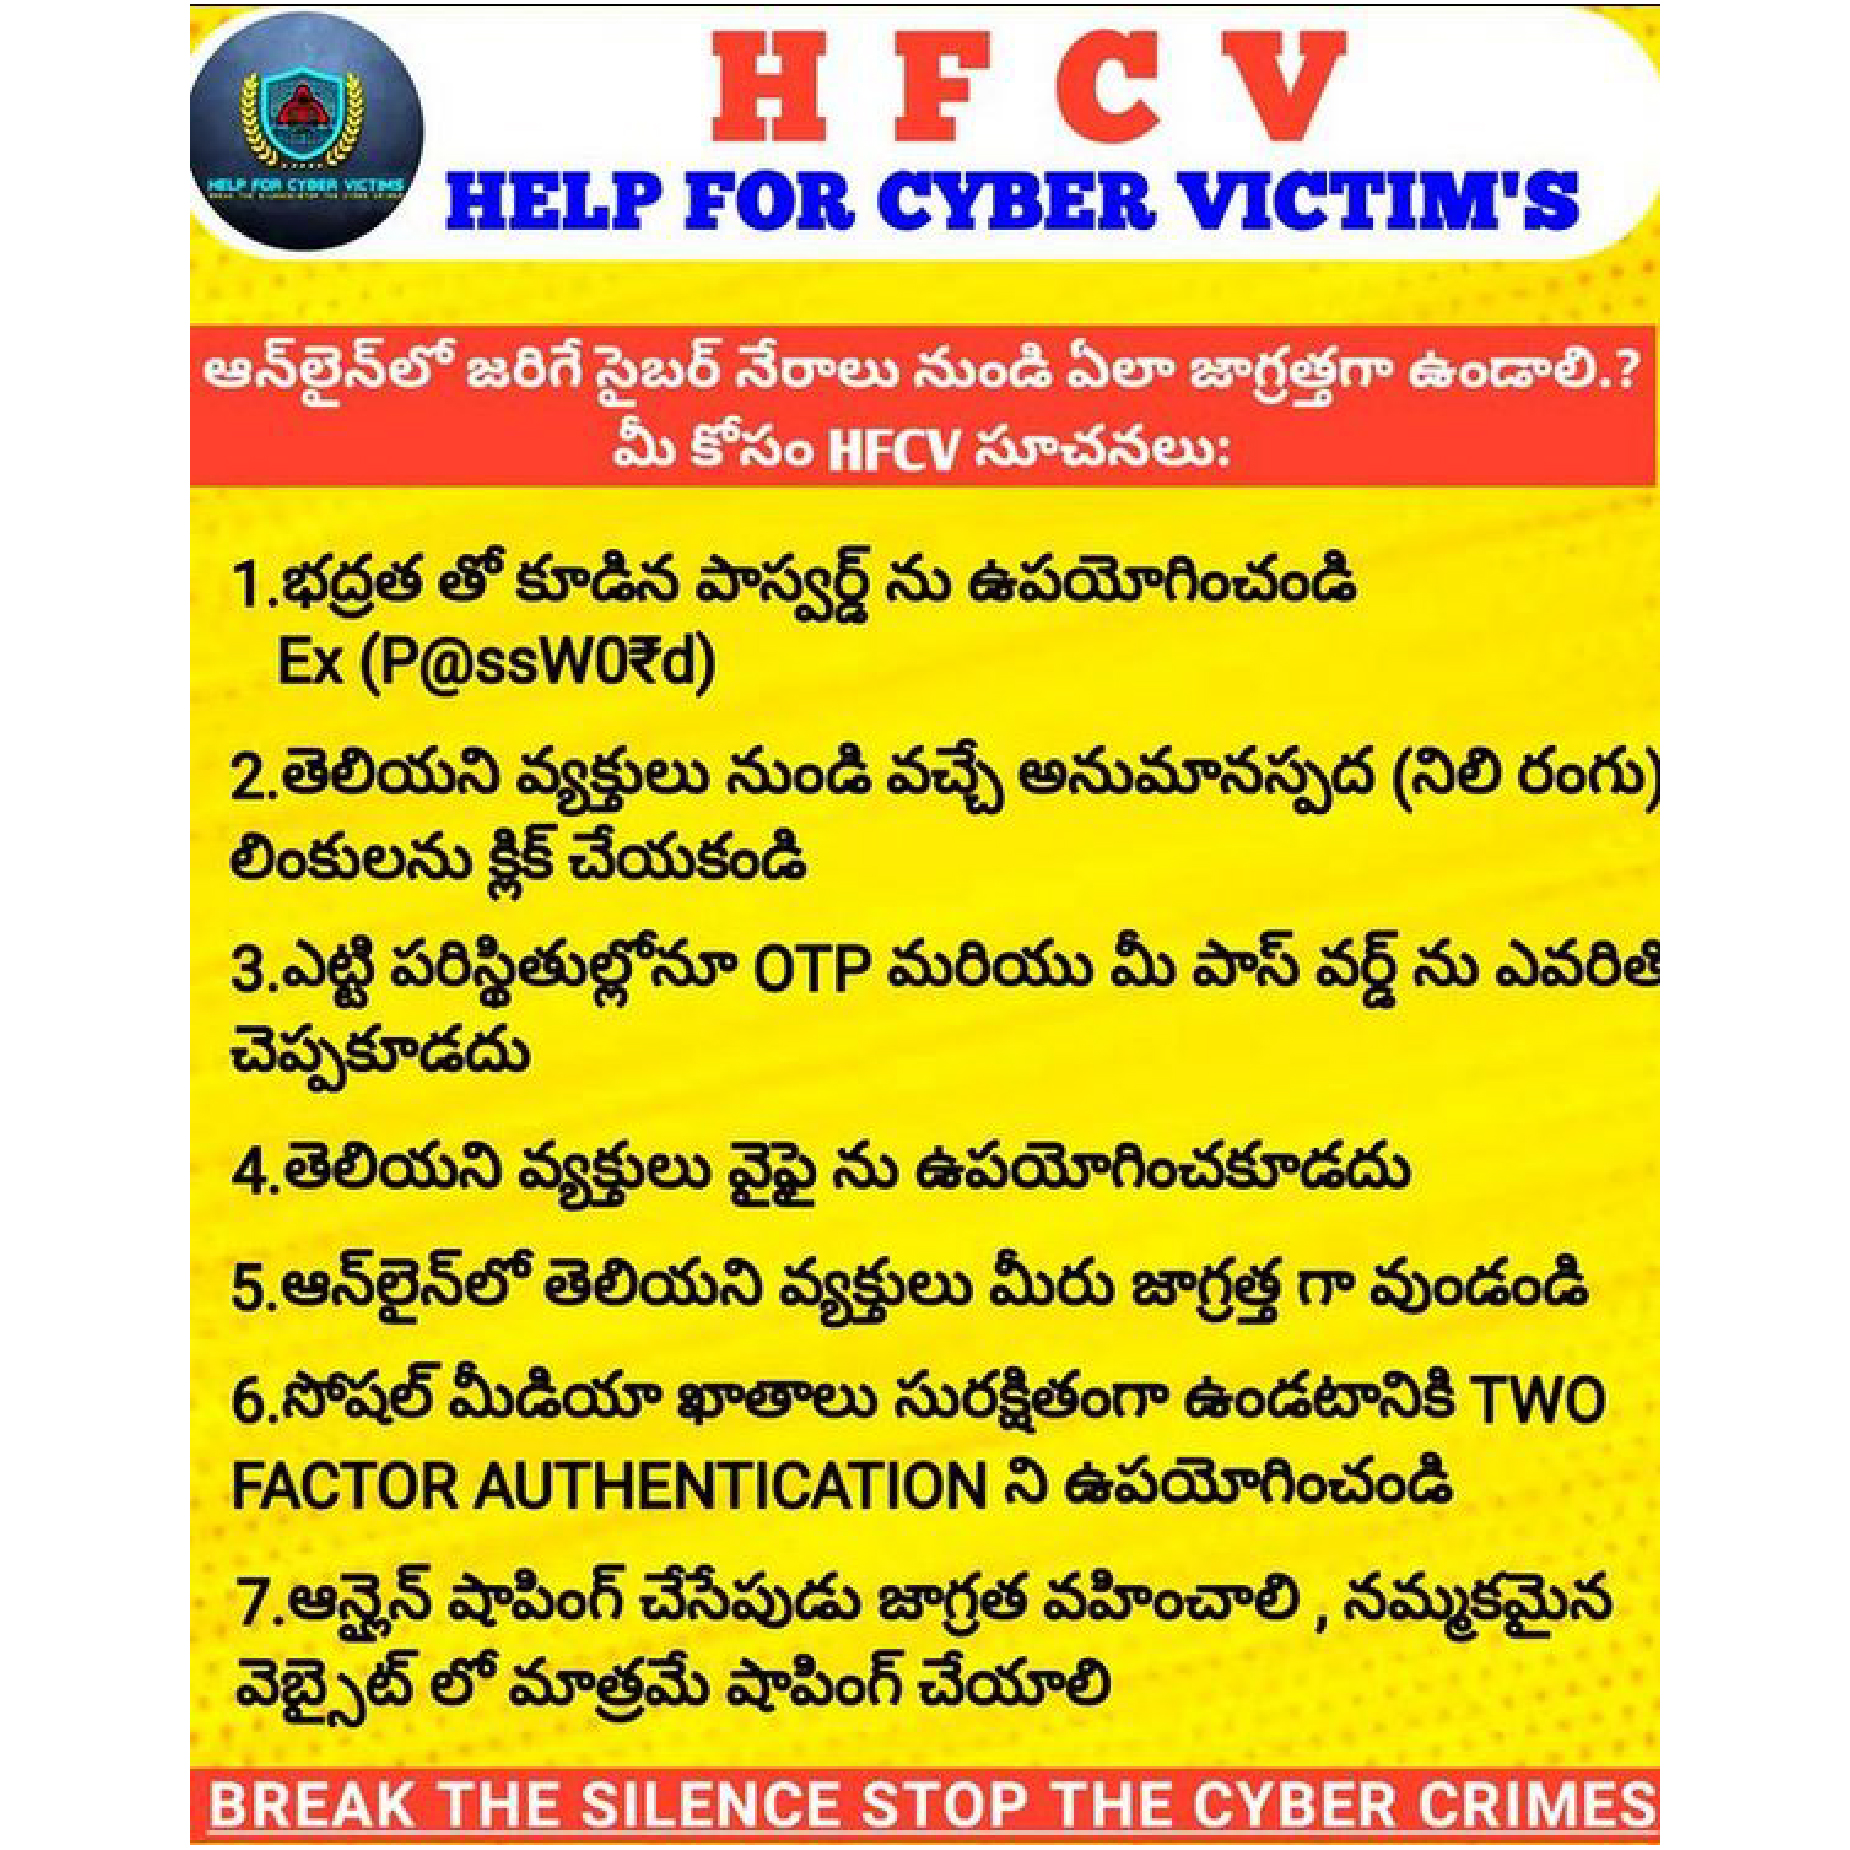 HELP FOR CYBER VICTIMS
H F C V
HELP FOR CYBER VICTIM'S
ఆన్‌లైన్‌లో జరిగే సైబర్ నేరాలు నుండి ఏలా జాగ్రత్తగా ఉండాలి.?
మీ కోసం HFCV సూచనలు:
1.భద్రత తో కూడిన పాస్వర్డ్ ను ఉపయోగించండి
Ex (P@ssW0₹d)
2.తెలియని వ్యక్తులు నుండి వచ్చే అనుమానస్పద (నిలి రంగు)
లింకులను క్లిక్ చేయకండి
3.ఎట్టి పరిస్థితుల్లోనూ OTP మరియు మీ పాస్ వర్డ్ ను
చెప్పకూడదు
4.తెలియని వ్యక్తులు వైఫై ను ఉపయోగించకూడదు
5.ఆన్‌లైన్‌లో తెలియని వ్యక్తులు మీరు జాగ్రత్త గా వుండండి
6.సోషల్ మీడియా ఖాతాలు సురక్షితంగా ఉండటానికి TWO
FACTOR AUTHENTICATION ని ఉపయోగించండి
7.ఆన్లైన్ షాపింగ్ చేసేపుడు జాగ్రత వహించాలి , నమ్మకమైన
వెబ్సైట్ లో మాత్రమే షాపింగ్ చేయాలి
BREAK THE SILENCE STOP THE CYBER CRIMES